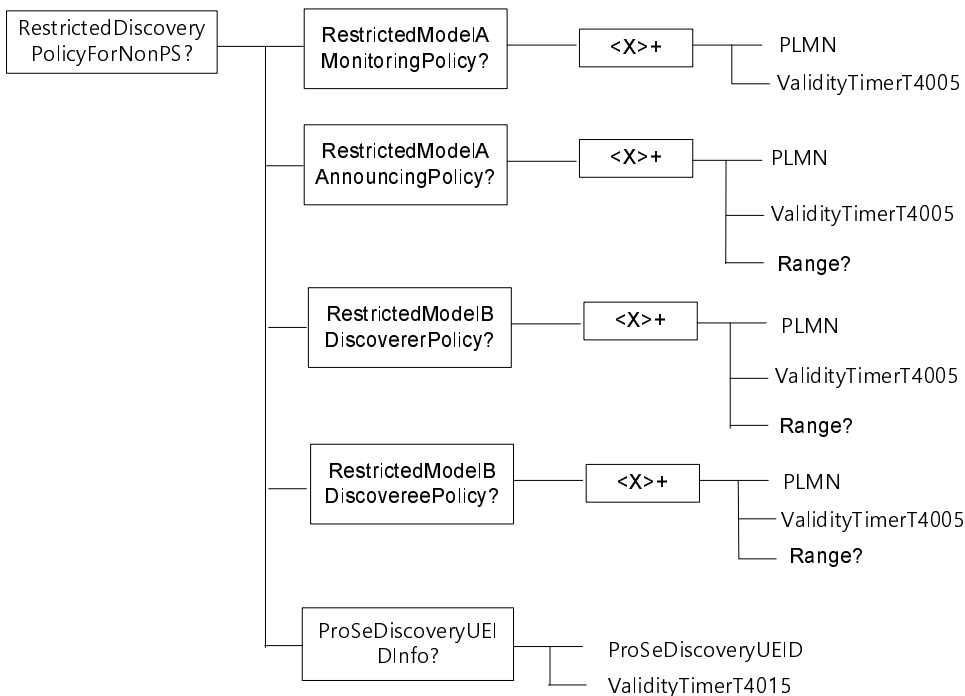 RestrictedDiscovery
PolicyForNonPS?
RestrictedModelA
MonitoringPolicy?
<X>+
PLMN
ValidityTimerT4005
RestrictedModelA
AnnouncingPolicy?
<X>+
PLMN
ValidityTimerT4005
Range?
RestrictedModelB
DiscovererPolicy?
<X>+
PLMN
ValidityTimerT4005
Range?
RestrictedModelB
DiscovereePolicy?
<X>+
PLMN
ValidityTimerT4005
Range?
ProSeDiscoveryUEI
DInfo?
ProSeDiscoveryUEID
ValidityTimerT4015